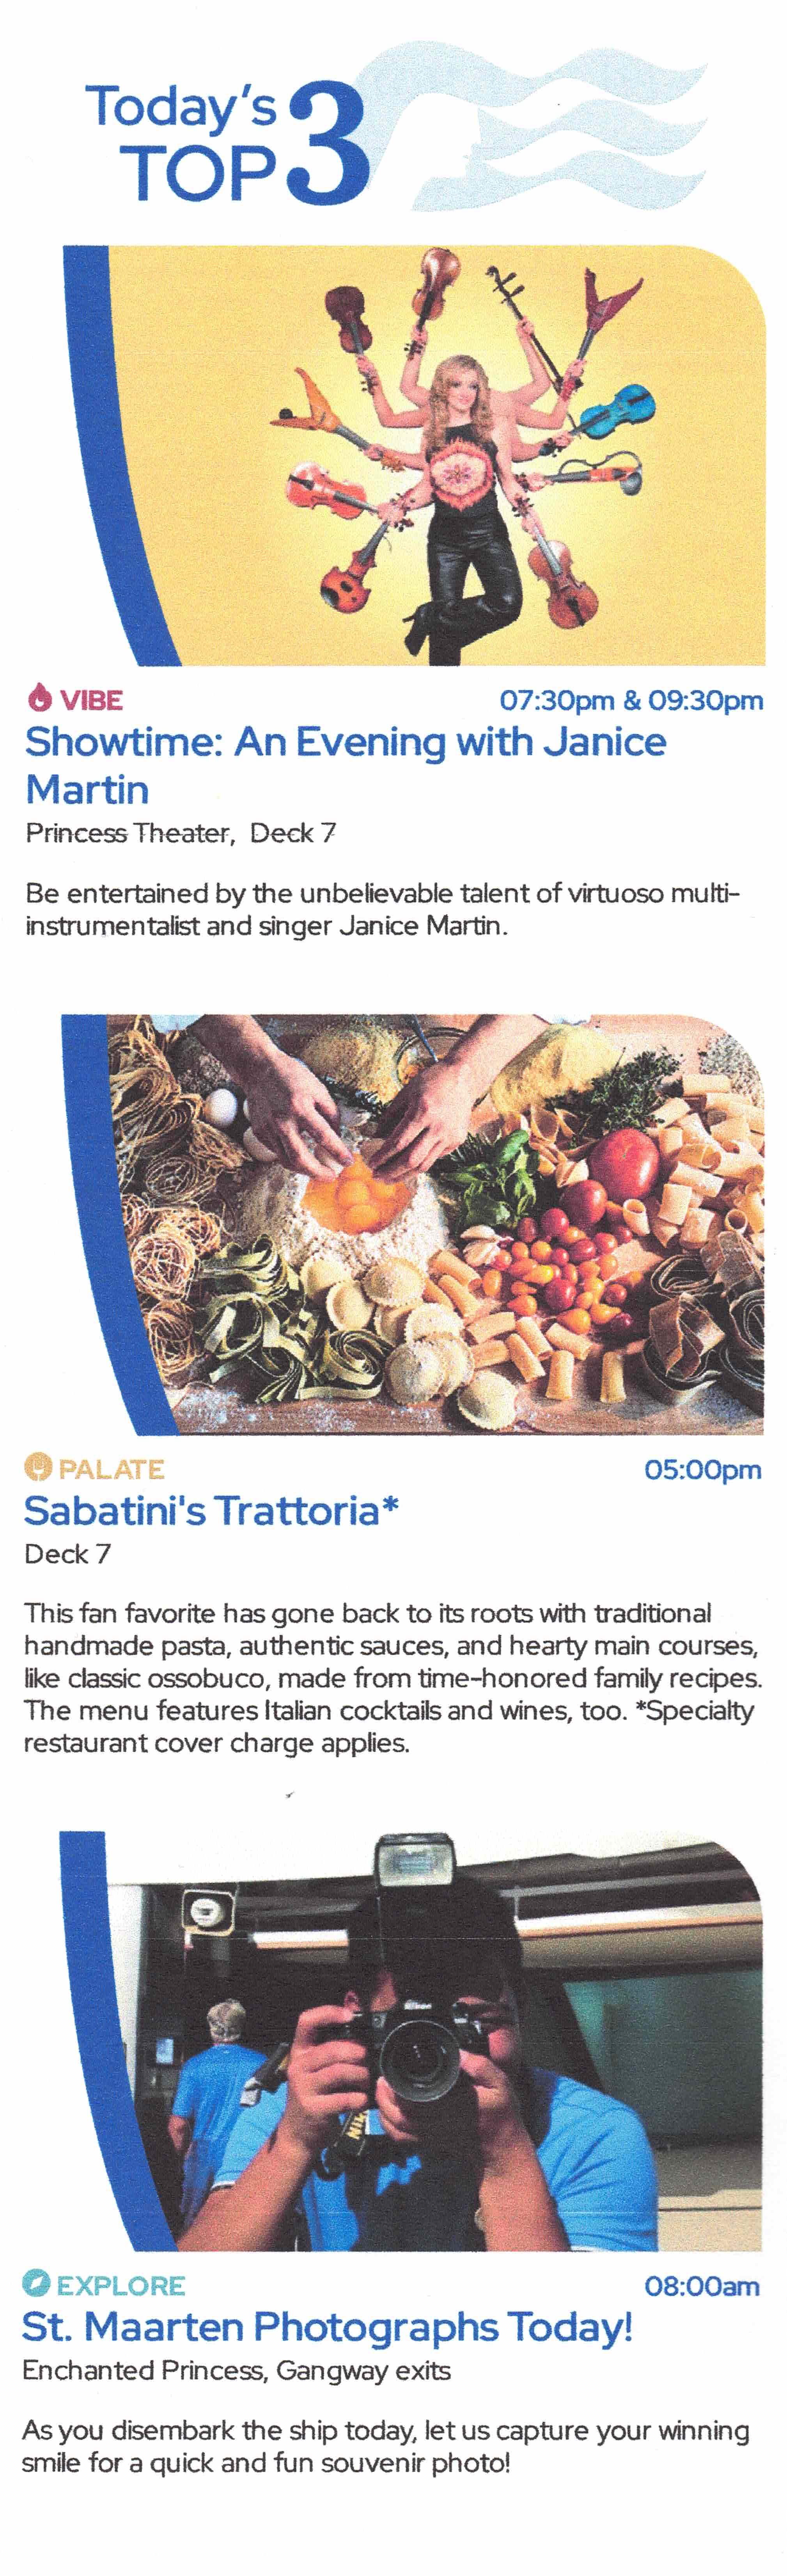 Today's
TOP 3
VIBE 07:30pm & 09:30pm
Showtime: An Evening with Janice
Martin
Princess Theater, Deck 7
Be entertained by the unbelievable talent of virtuoso multi-
instrumentalist and singer Janice Martin.
PALATE 05:00pm
Sabatini's Trattoria*
Deck 7
This fan favorite has gone back to its roots with traditional
handmade pasta, authentic sauces, and hearty main courses,
like classic ossobuco, made from time-honored family recipes.
The menu features Italian cocktails and wines, too. *Specialty
restaurant cover charge applies.
EXPLORE 08:00am
St. Maarten Photographs Today!
Enchanted Princess, Gangway exits
As you disembark the ship today, let us capture your winning
smile for a quick and fun souvenir photo!